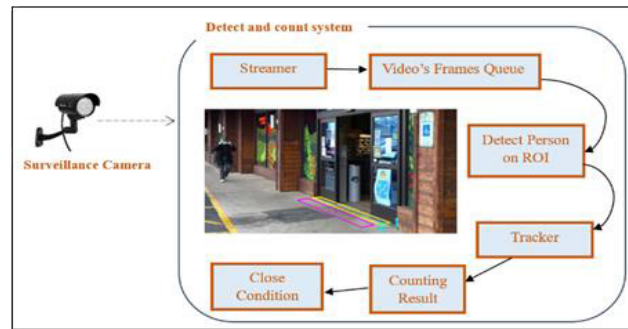 Detect and count system
Streamer
Video's Frames Queue
Surveillance Camera
Detect Person
on ROI
Tracker
Counting
Result
Close
Condition